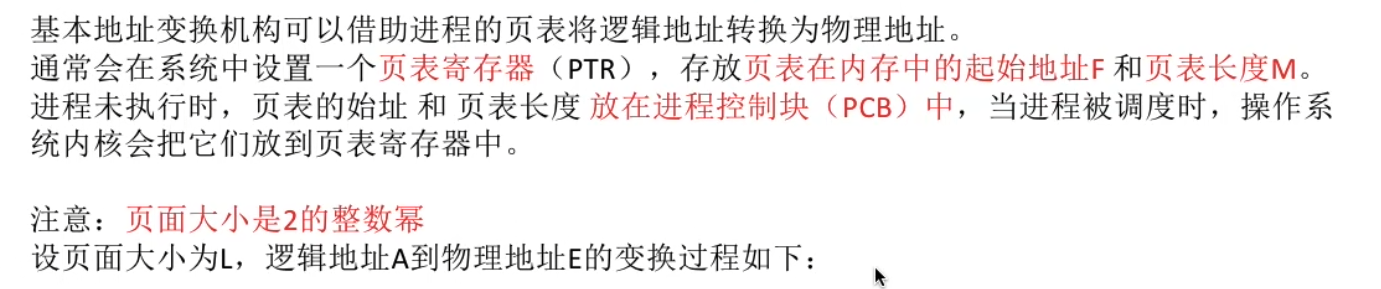 基本地址变换机构可以借助进程的页表将逻辑地址转换为物理地址。
通常会在系统中设置一个页表寄存器（PTR），存放页表在内存中的起始地址F 和页表长度M。
进程未执行时，页表的始址 和 页表长度 放在进程控制块（PCB）中，当进程被调度时，操作系
统内核会把它们放到页表寄存器中。
注意：页面大小是2的整数幂
设页面大小为L，逻辑地址A到物理地址E的变换过程如下：